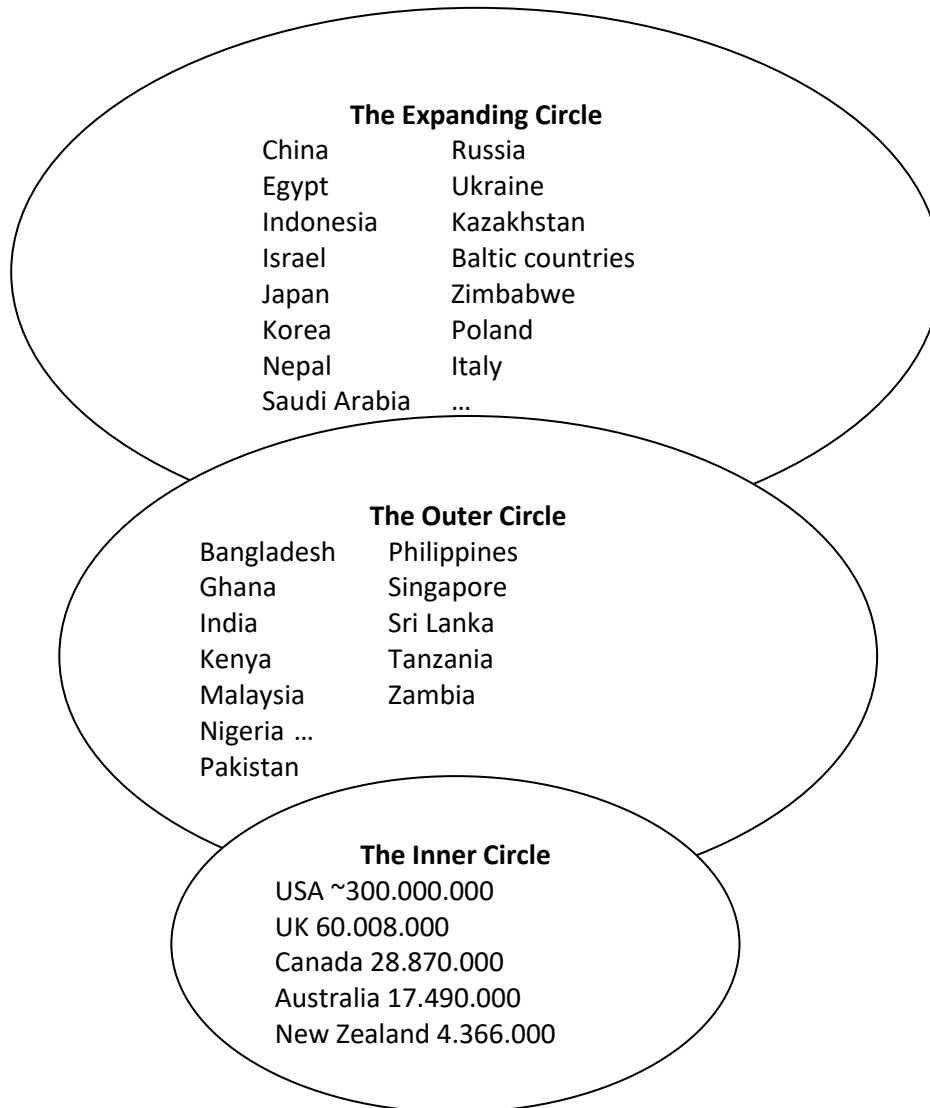 The Expanding Circle
China Russia
Egypt Ukraine
Indonesia Kazakhstan
Israel Baltic countries
Japan Zimbabwe
Korea Poland
Nepal Italy
Saudi Arabia …
The Outer Circle
Bangladesh Philippines
Ghana Singapore
India Sri Lanka
Kenya Tanzania
Malaysia Zambia
Nigeria …
Pakistan
The Inner Circle
USA ~300.000.000
UK 60.008.000
Canada 28.870.000
Australia 17.490.000
New Zealand 4.366.000